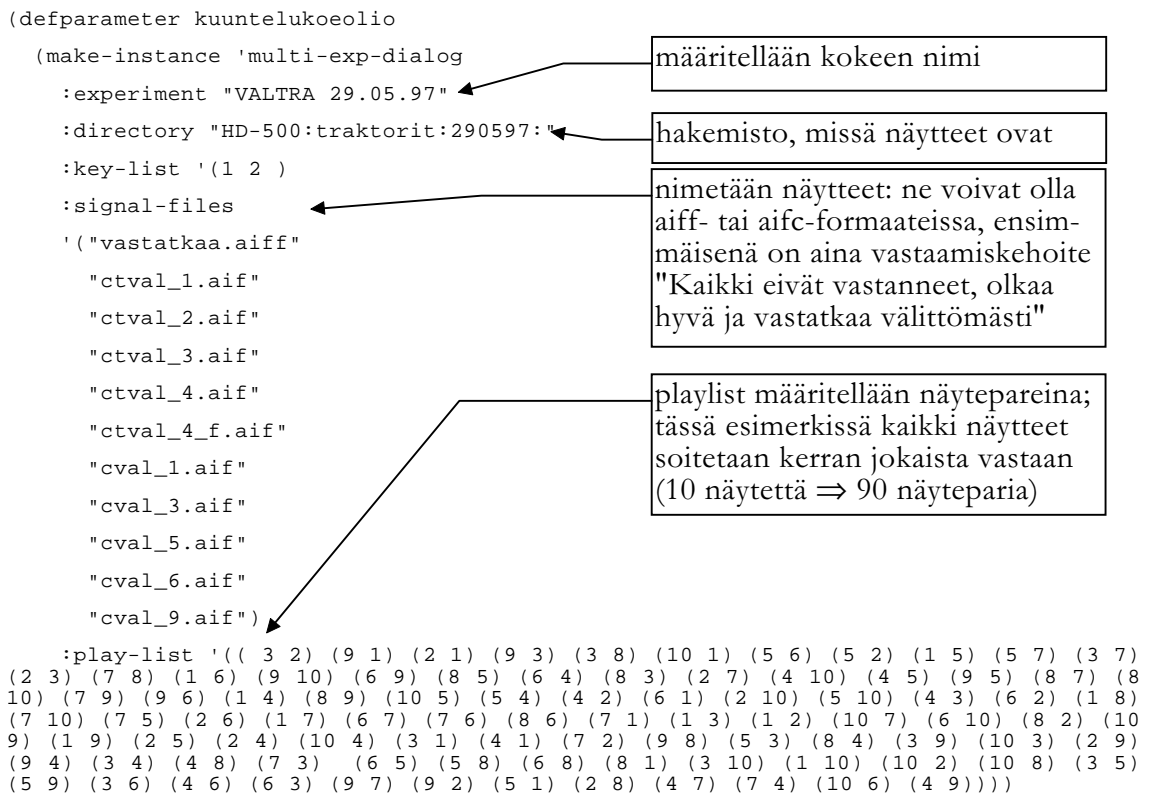 (defparameter kuuntelukoeolio
(make-instance 'multi-exp-dialog
:experiment "VALTRA 29.05.97"
määritellään kokeen nimi
:directory "HD-500:traktorit:290597:"
hakemisto, missä näytteet ovat
:key-list '(1 2 )
:signal-files
'("vastatkaa.aiff"
"ctval_1.aif"
"ctval_2.aif"
nimetään näytteet: ne voivat olla
aiff- tai aifc-formaateissa, ensim-
mäisenä on aina vastaamiskehoite
"Kaikki eivät vastanneet, olkaa
hyvä ja vastatkaa välittömästi"
"ctval_3.aif"
"ctval_4.aif"
"ctval_4_f.aif"
"cval_1.aif"
"cval_3.aif"
playlist määritellään näytepareina;
tässä esimerkissä kaikki näytteet
soitetaan kerran jokaista vastaan
(10 näytettä ⇒ 90 näyteparia)
"cval_5.aif"
"cval_6.aif"
"cval_9.aif")
:play-list '(( 3 2) (9 1) (2 1) (9 3) (3 8) (10 1) (5 6) (5 2) (1 5) (5 7) (3 7)
(2 3) (7 8) (1 6) (9 10) (6 9) (8 5) (6 4) (8 3) (2 7) (4 10) (4 5) (9 5) (8 7) (8
10) (7 9) (9 6) (1 4) (8 9) (10 5) (5 4) (4 2) (6 1) (2 10) (5 10) (4 3) (6 2) (1 8)
(7 10) (7 5) (2 6) (1 7) (6 7) (7 6) (8 6) (7 1) (1 3) (1 2) (10 7) (6 10) (8 2) (10
9) (1 9) (2 5) (2 4) (10 4) (3 1) (4 1) (7 2) (9 8) (5 3) (8 4) (3 9) (10 3) (2 9)
(9 4) (3 4) (4 8) (7 3) (6 5) (5 8) (6 8) (8 1) (3 10) (1 10) (10 2) (10 8) (3 5)
(5 9) (3 6) (4 6) (6 3) (9 7) (9 2) (5 1) (2 8) (4 7) (7 4) (10 6) (4 9))))